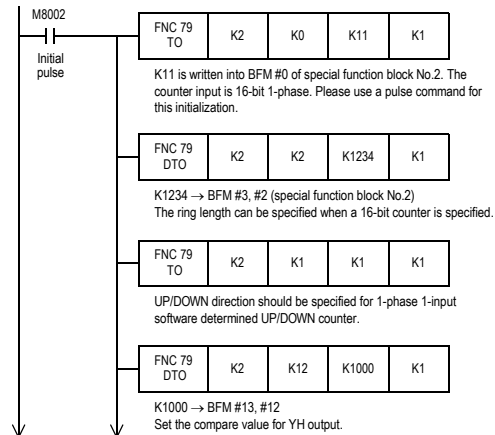 M8002
Initial
pulse
FNC 79
TO
K2
K0
K11
K1
K11 is written into BFM #0 of special function block No.2. The
counter input is 16-bit 1-phase. Please use a pulse command for
this initialization.
FNC 79
DTO
K2
K2
K1234
K1
K1234 → BFM #3, #2 (special function block No.2)
The ring length can be specified when a 16-bit counter is specified.
FNC 79
TO
K2
K1
K1
K1
UP/DOWN direction should be specified for 1-phase 1-input
software determined UP/DOWN counter.
FNC 79
DTO
K2
K12
K1000
K1
K1000 → BFM #13, #12
Set the compare value for YH output.